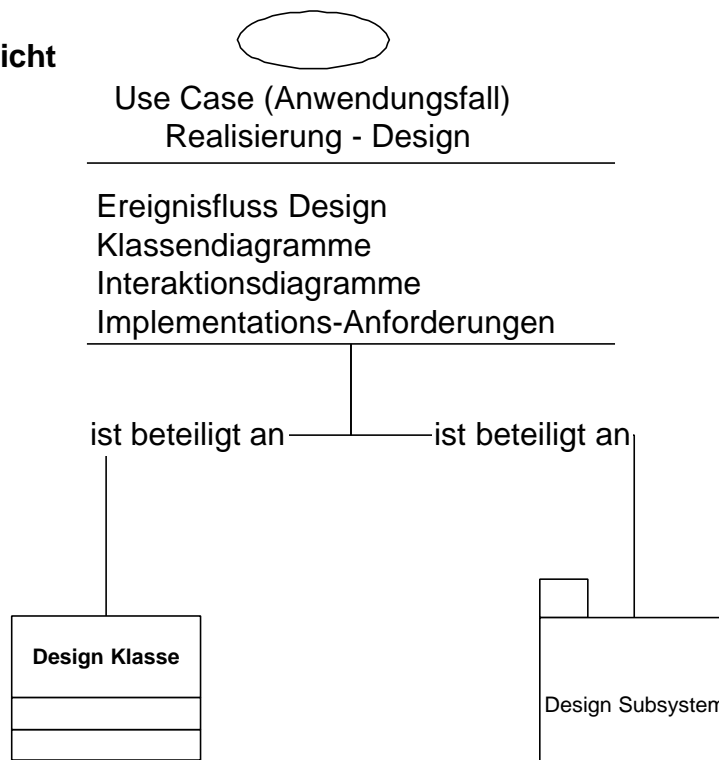 icht
Use Case (Anwendungsfall)
Realisierung - Design
Ereignisfluss Design
Klassendiagramme
Interaktionsdiagramme
Implementations-Anforderungen
ist beteiligt an
ist beteiligt an
Design Klasse
Design Subsystem